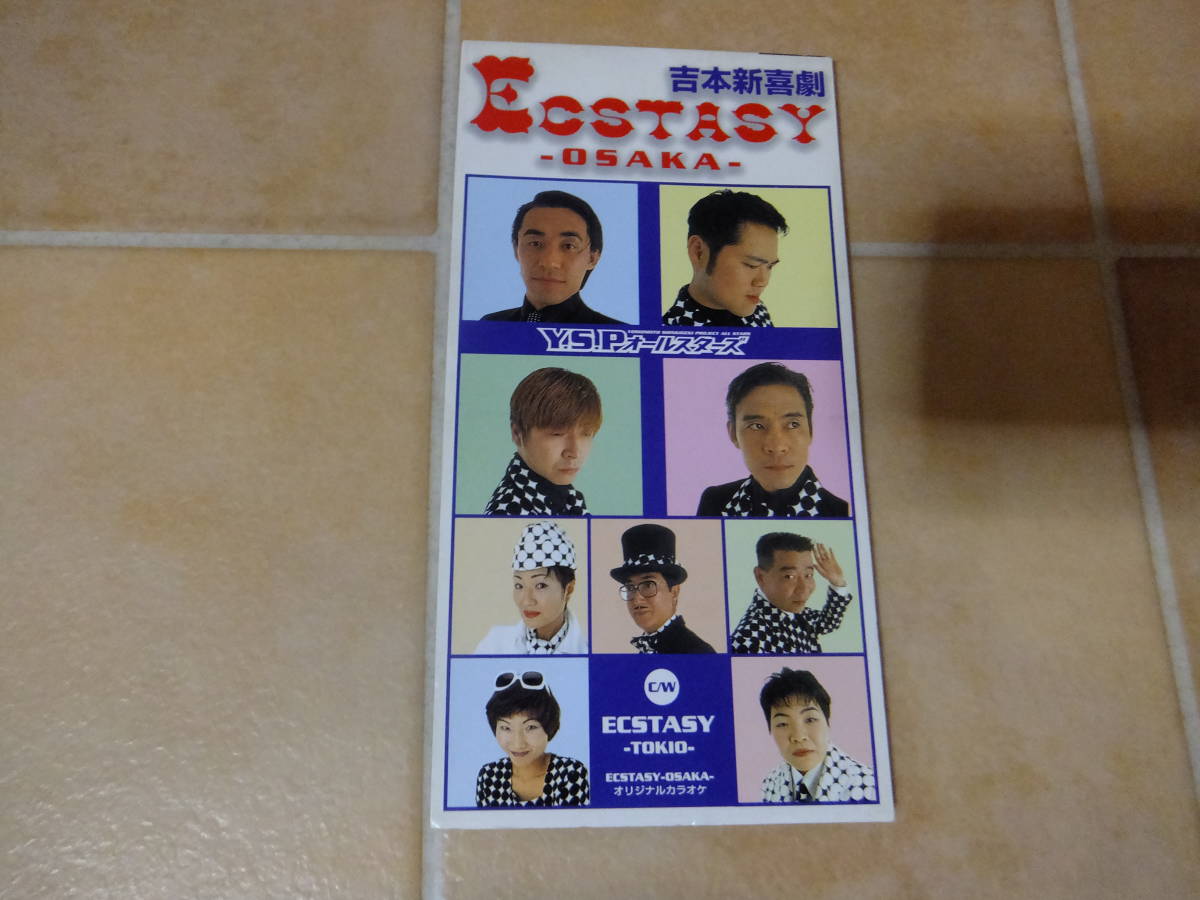 吉本新喜劇
ECSTASY
-OSAKA-
YOSHIMOTO SHINKIGEKI PROJECT ALL STARS
Y.S.Pオールスターズ
C/W
ECSTASY
-TOKIO-
ECSTASY-OSAKA-
オリジナルカラオケ